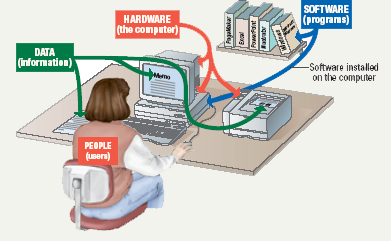 HARDWARE
(the computer)
SOFTWARE
(programs)
DATA
(information)
PageMaker
Excel
PowerPoint
Illustrator
Windows
Memo
Software installed
on the computer
PEOPLE
(users)